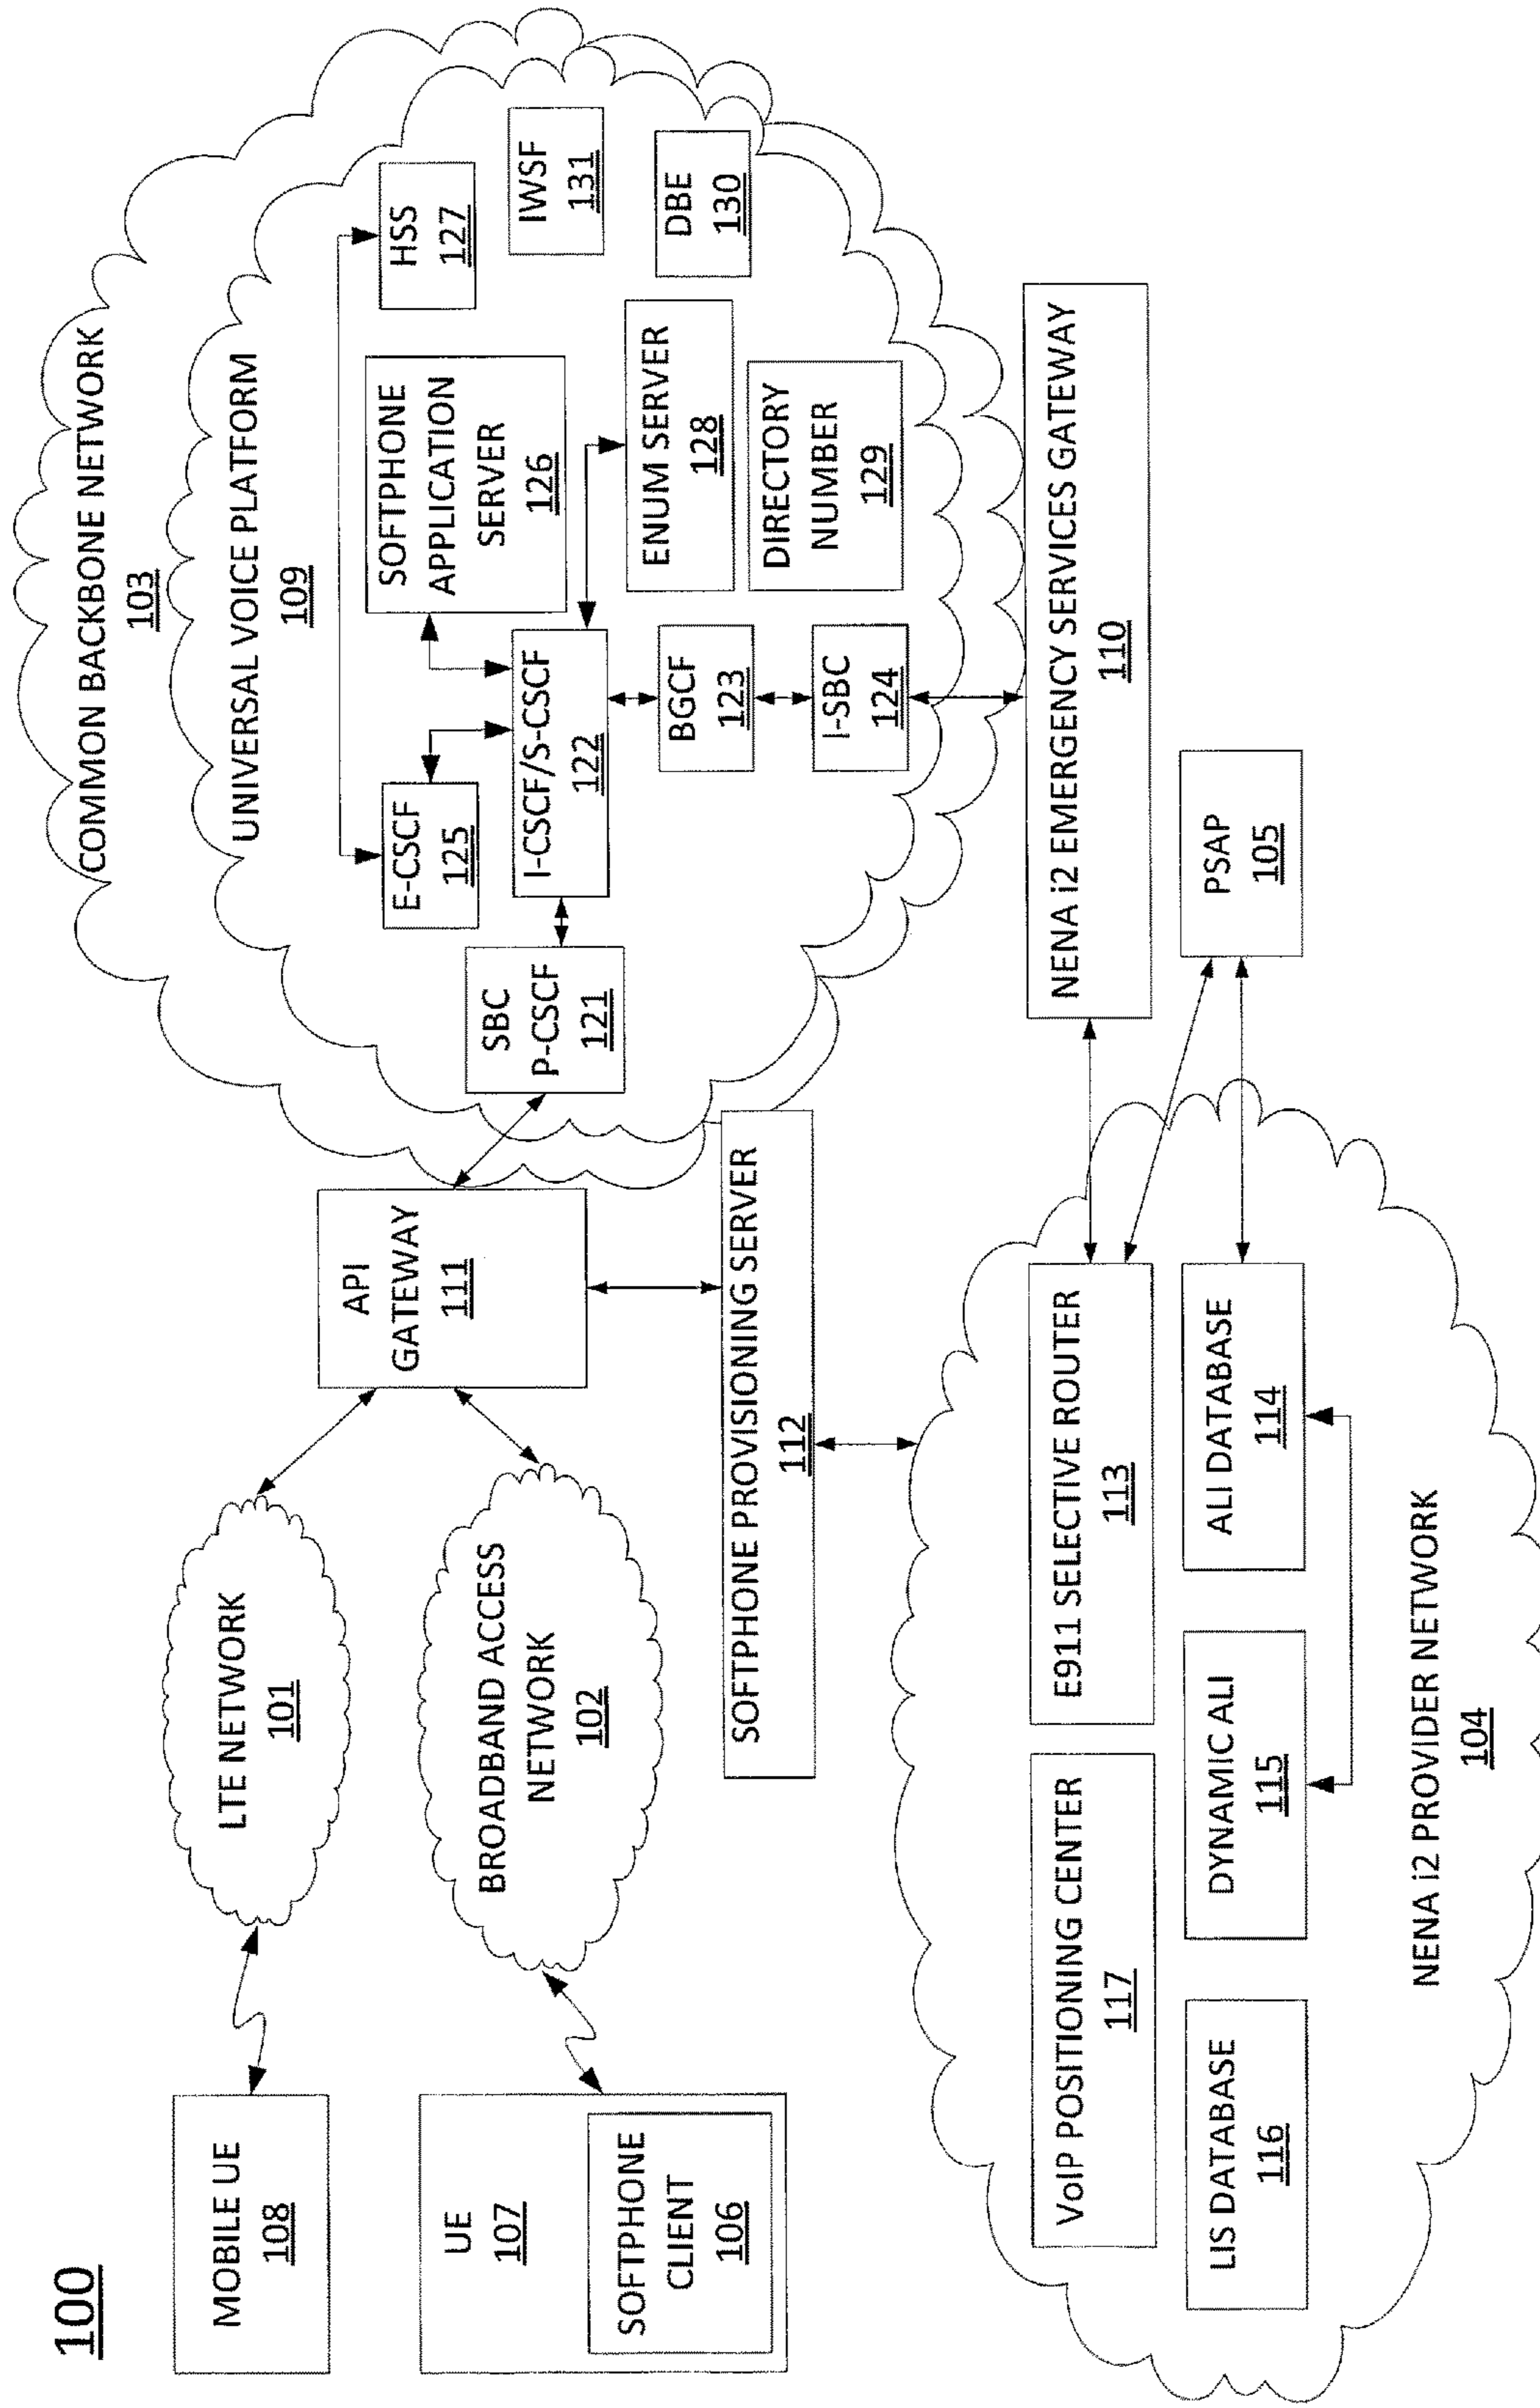 100
MOBILE UE
108
UE
107
SOFTPHONE
CLIENT
106
LTE NETWORK
101
BROADBAND ACCESS
NETWORK
102
API
GATEWAY
111
SOFTPHONE PROVISIONING SERVER
112
COMMON BACKBONE NETWORK
103
UNIVERSAL VOICE PLATFORM
109
SBC
P-CSCF
121
E-CSCF
125
I-CSCF/S-CSCF
122
BGCF
123
I-SBC
124
SOFTPHONE
APPLICATION
SERVER
126
HSS
127
ENUM SERVER
128
DIRECTORY
NUMBER
129
IWSF
131
DBE
130
NENA i2 EMERGENCY SERVICES GATEWAY
110
PSAP
105
VoIP POSITIONING CENTER
117
E911 SELECTIVE ROUTER
113
LIS DATABASE
116
DYNAMIC ALI
115
ALI DATABASE
114
NENA i2 PROVIDER NETWORK
104